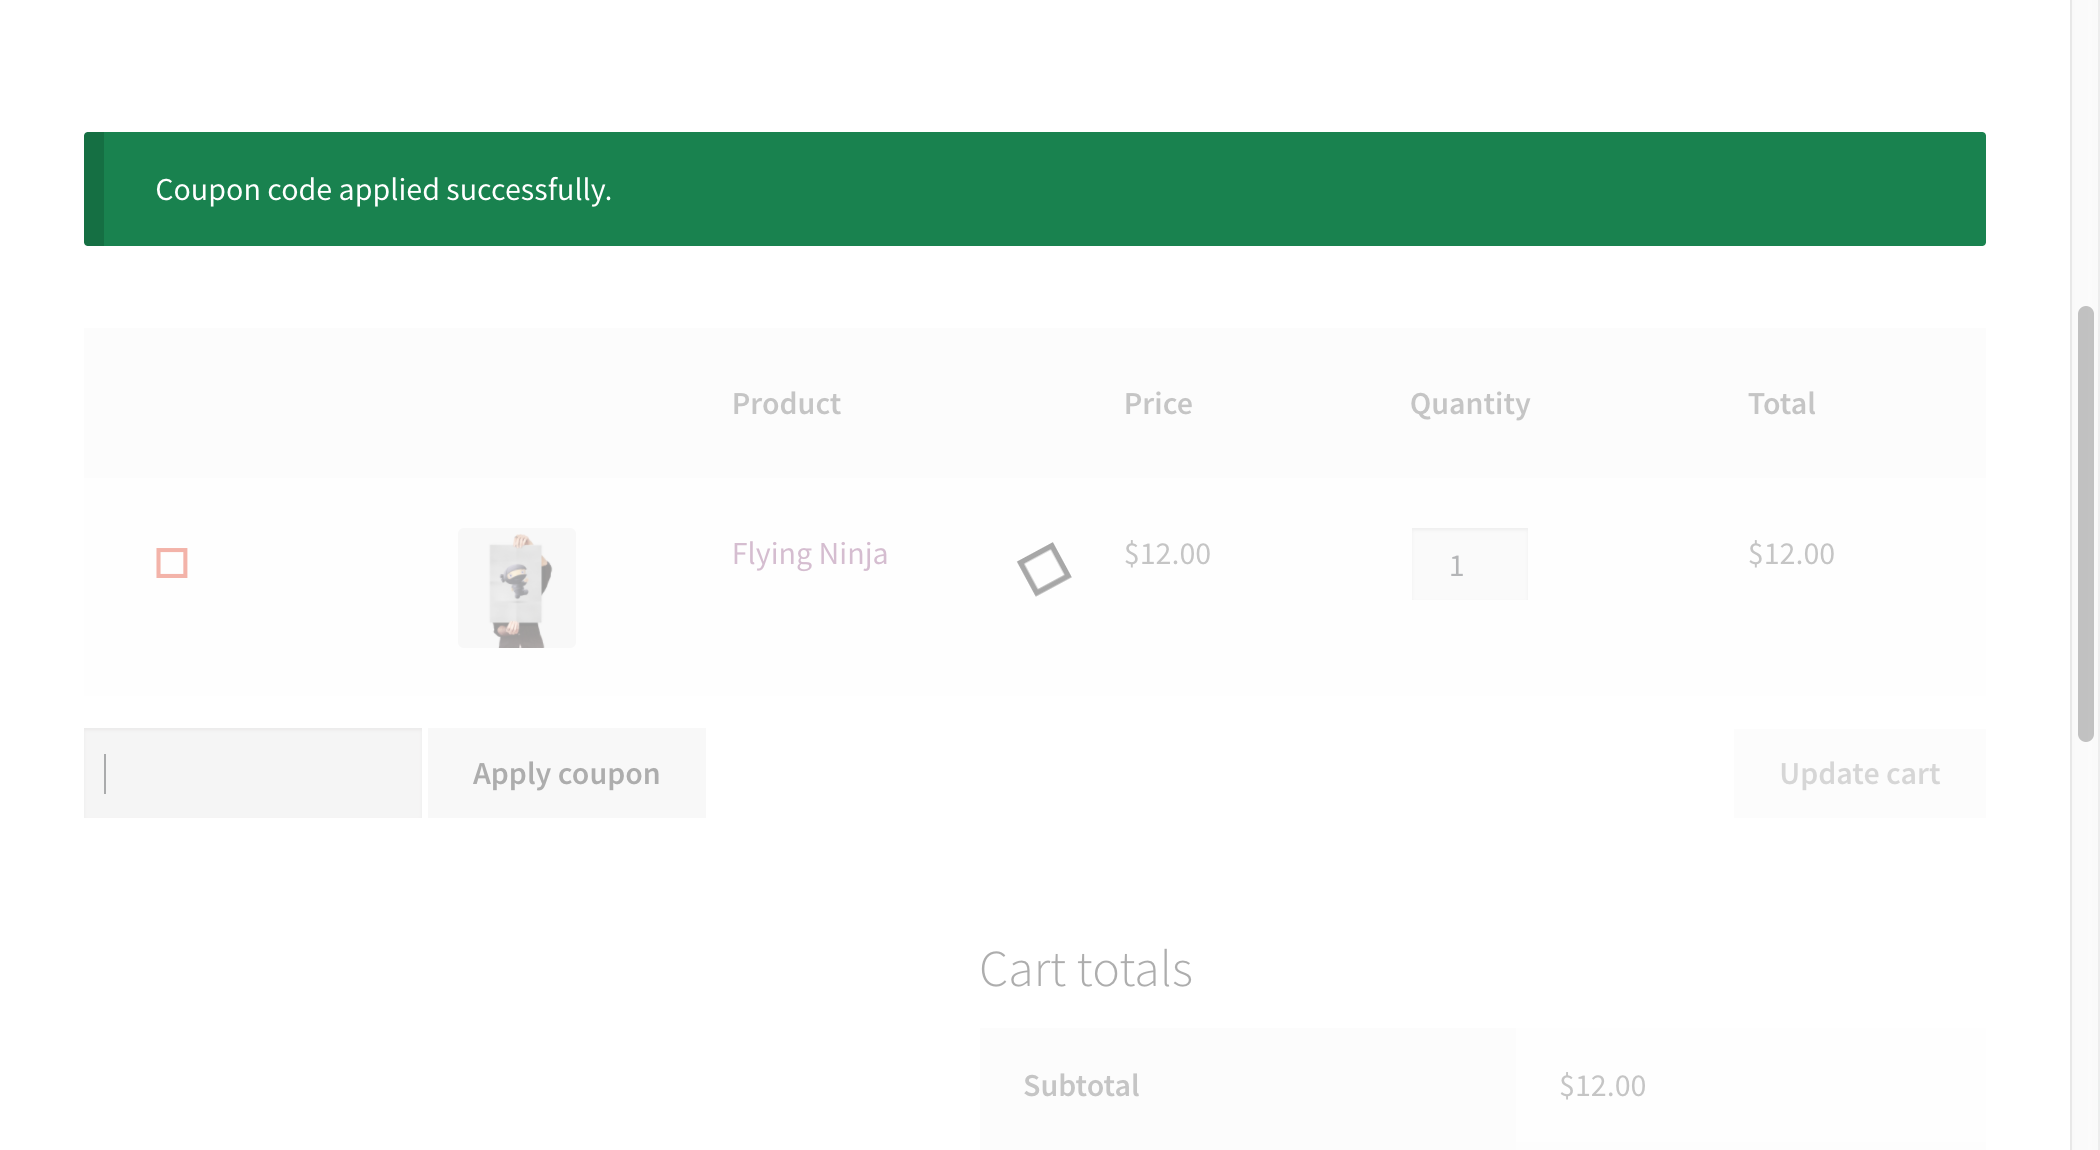 Coupon code applied successfully.
Product Price Quantity Total
Flying Ninja $12.00 1 $12.00
Apply coupon Update cart
Cart totals
Subtotal $12.00